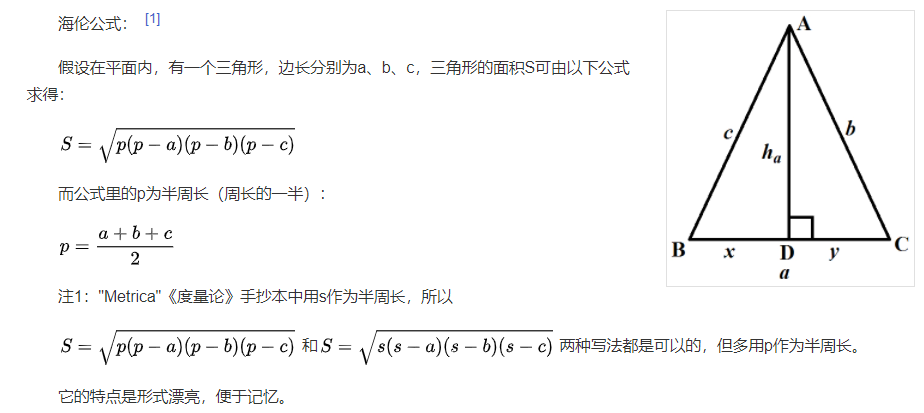 海伦公式： [1]
假设在平面内，有一个三角形，边长分别为a、b、c，三角形的面积S可由以下公式
求得：
S = √(p(p − a)(p − b)(p − c))
而公式里的p为半周长（周长的一半）：
p = (a + b + c) / 2
注1："Metrica"《度量论》手抄本中用s作为半周长，所以
S = √(p(p − a)(p − b)(p − c)) 和 S = √(s(s − a)(s − b)(s − c)) 两种写法都是可以的，但多用p作为半周长。
它的特点是形式漂亮，便于记忆。
A
c b
hₐ
B x D y C
a